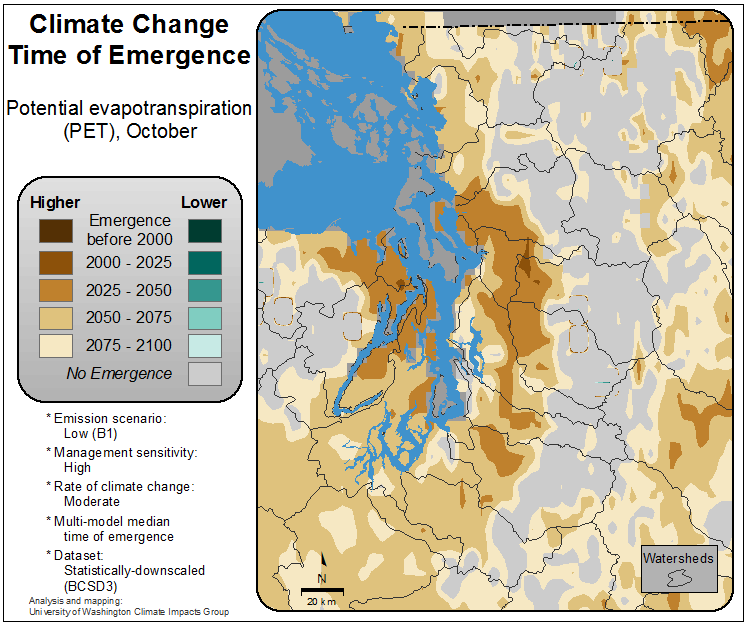 Climate Change
Time of Emergence
Potential evapotranspiration
(PET), October
Higher
Lower
Emergence
before 2000
2000 - 2025
2025 - 2050
2050 - 2075
2075 - 2100
No Emergence
* Emission scenario:
Low (B1)
* Management sensitivity:
High
* Rate of climate change:
Moderate
* Multi-model median
time of emergence
* Dataset:
Statistically-downscaled
(BCSD3)
Analysis and mapping:
University of Washington Climate Impacts Group
N
20 km
Watersheds